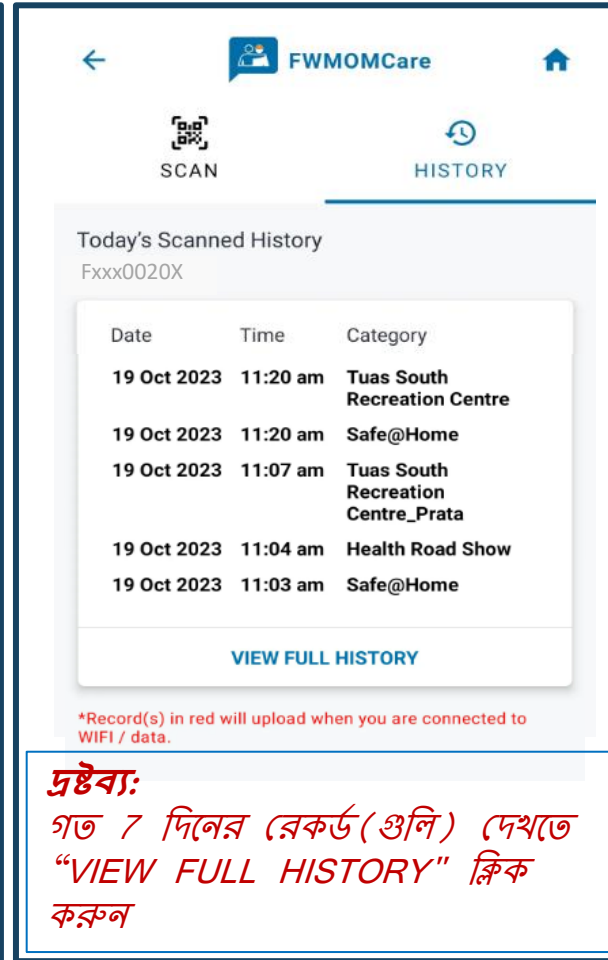 FWMOMCare
SCAN
HISTORY
Today's Scanned History
Fxxx0020X
Date Time Category
19 Oct 2023 11:20 am Tuas South
Recreation Centre
19 Oct 2023 11:20 am Safe@Home
19 Oct 2023 11:07 am Tuas South
Recreation
Centre_Prata
19 Oct 2023 11:04 am Health Road Show
19 Oct 2023 11:03 am Safe@Home
VIEW FULL HISTORY
*Record(s) in red will upload when you are connected to
WIFI / data.
দ্রষ্টব্য:
গত 7 দিনের রেকর্ড(গুলি) দেখতে
“VIEW FULL HISTORY" ক্লিক
করুন